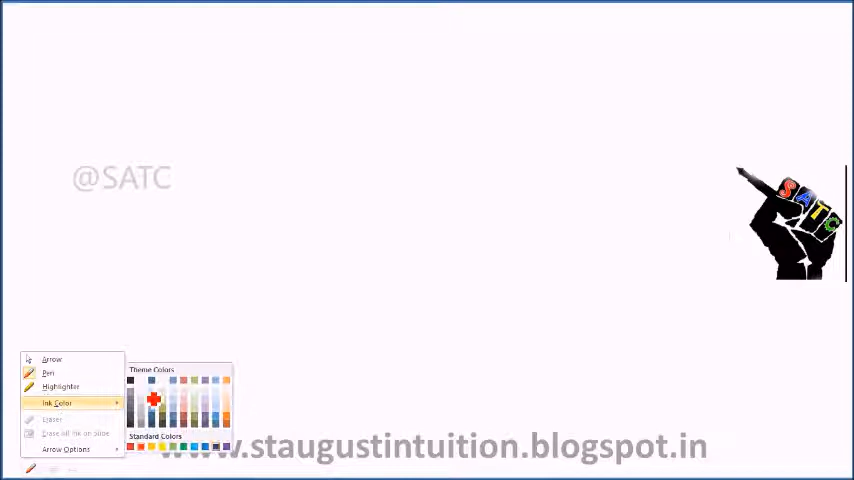 @SATC
SATC
Arrow
Pen
Highlighter
Ink Color
Eraser
Erase all Ink on Slide
Arrow Options
Theme Colors
Standard Colors
www.staugustintuition.blogspot.in